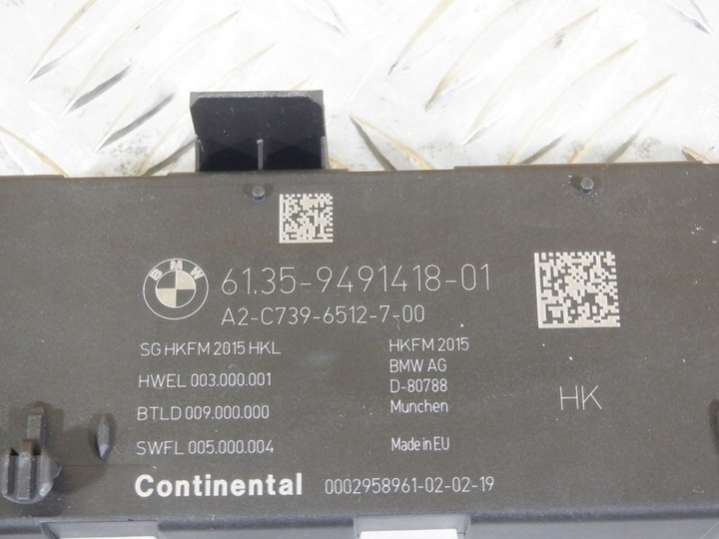 BMW
61.35-9491418-01
A2-C739-6512-7-00
SG HKFM 2015 HKL
HWEL 003.000.001
BTLD 009.000.000
SWFL 005.000.004
HKFM 2015
BMW AG
D-80788
Munchen
Made in EU
HK
Continental 0002958961-02-02-19